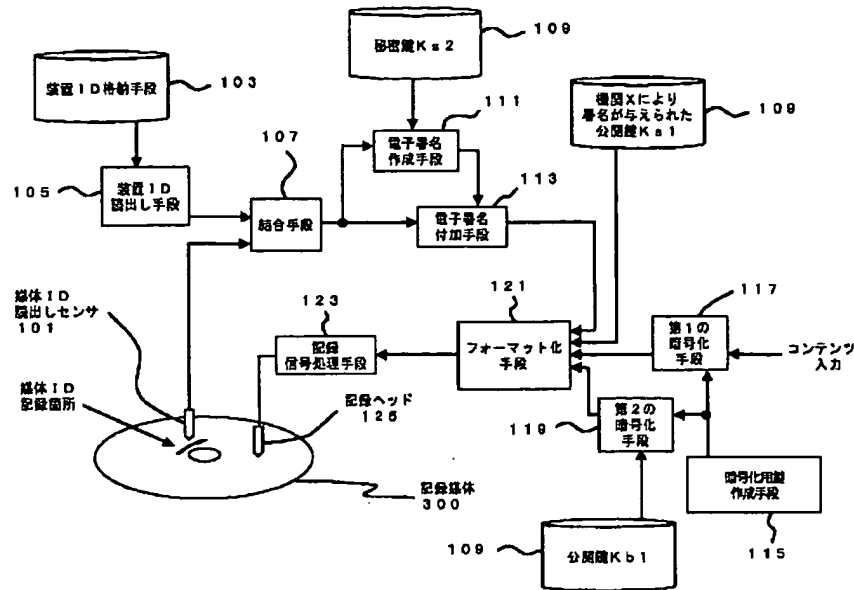 109
秘密鍵Ks2
103
装置ID格納手段
機関Xにより
署名が与えられた
公開鍵Ka1
109
111
電子署名
作成手段
107
105
装置ID
読出し手段
結合手段
113
電子署名
付加手段
媒体ID
読出しセンサ
101
123
記録
信号処理手段
121
フォーマット化
手段
117
第1の
暗号化
手段
コンテンツ
入力
媒体ID
記録箇所
記録ヘッド
125
119
第2の
暗号化
手段
暗号化用鍵
作成手段
115
記録媒体
300
109
公開鍵Kb1